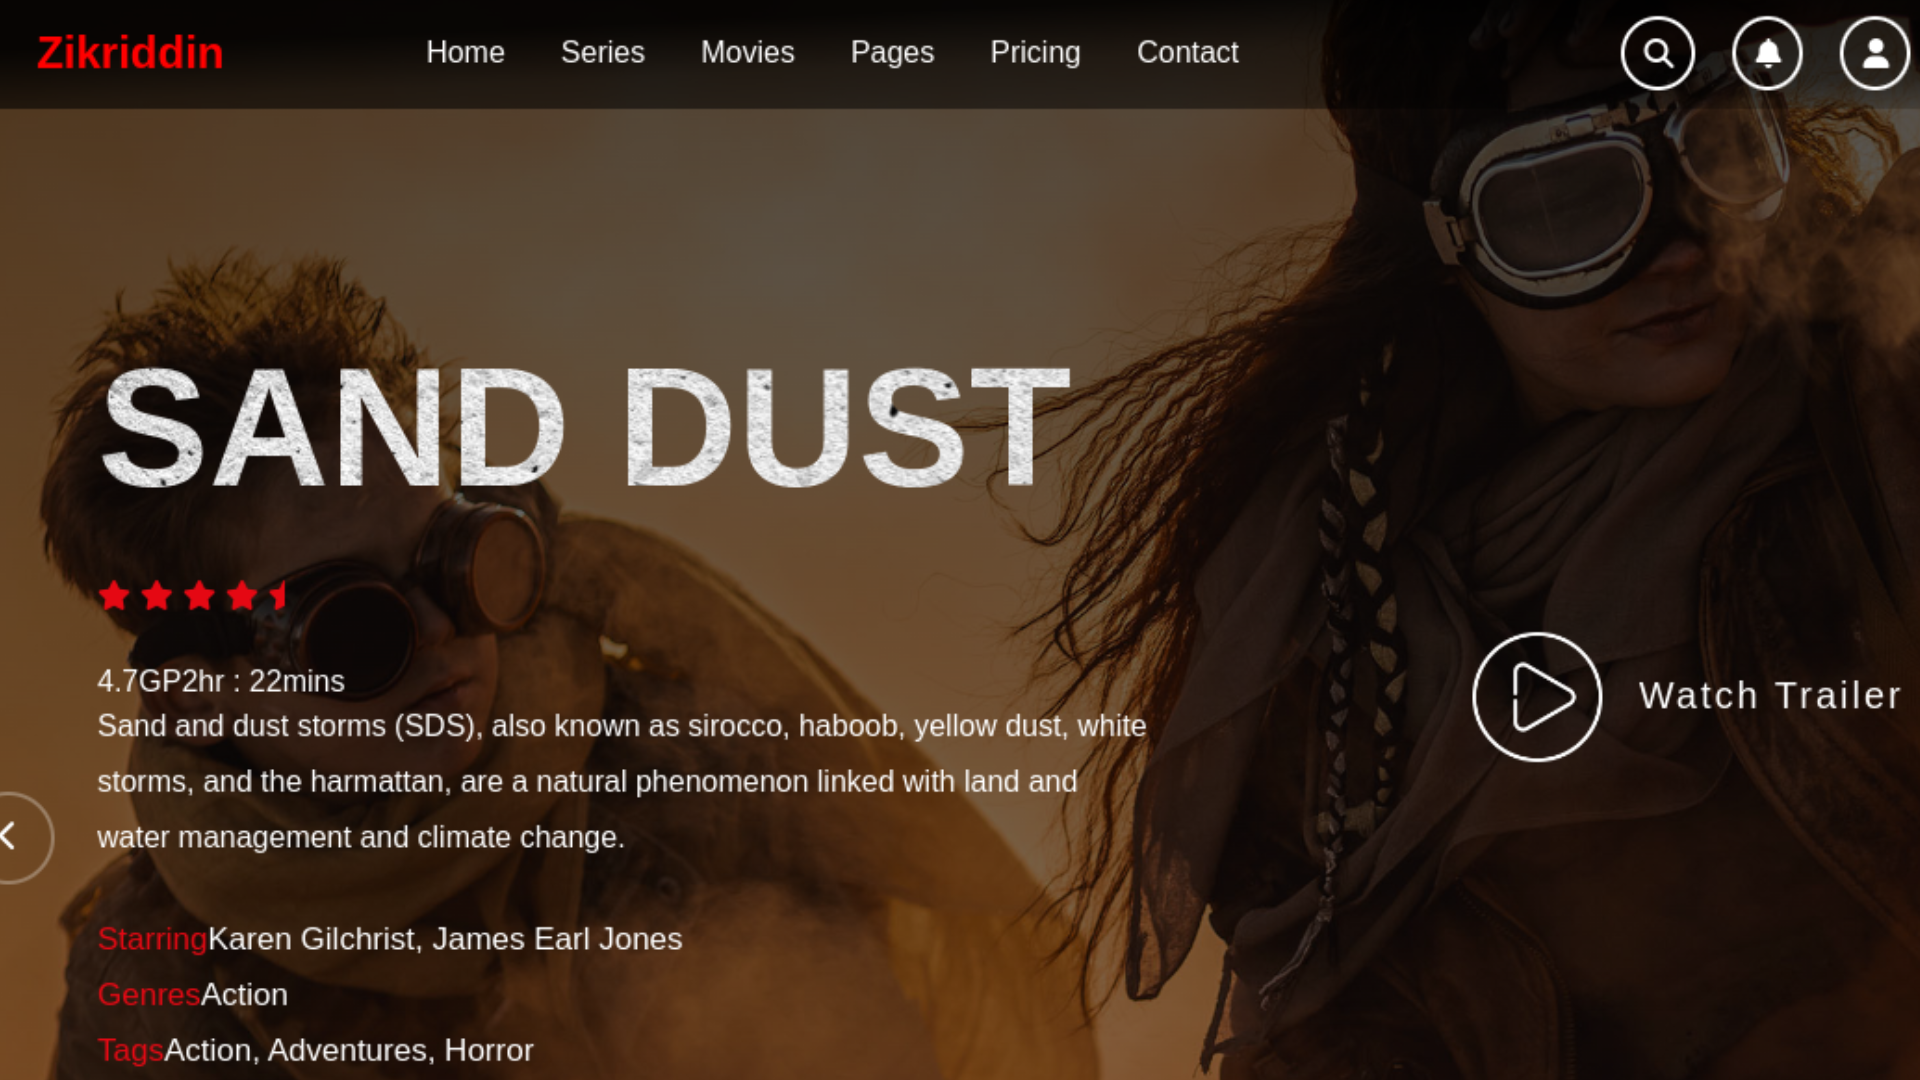 Zikriddin
Home Series Movies Pages Pricing Contact
SAND DUST
4.7GP2hr : 22mins
Sand and dust storms (SDS), also known as sirocco, haboob, yellow dust, white
storms, and the harmattan, are a natural phenomenon linked with land and
water management and climate change.
Watch Trailer
StarringKaren Gilchrist, James Earl Jones
GenresAction
TagsAction, Adventures, Horror